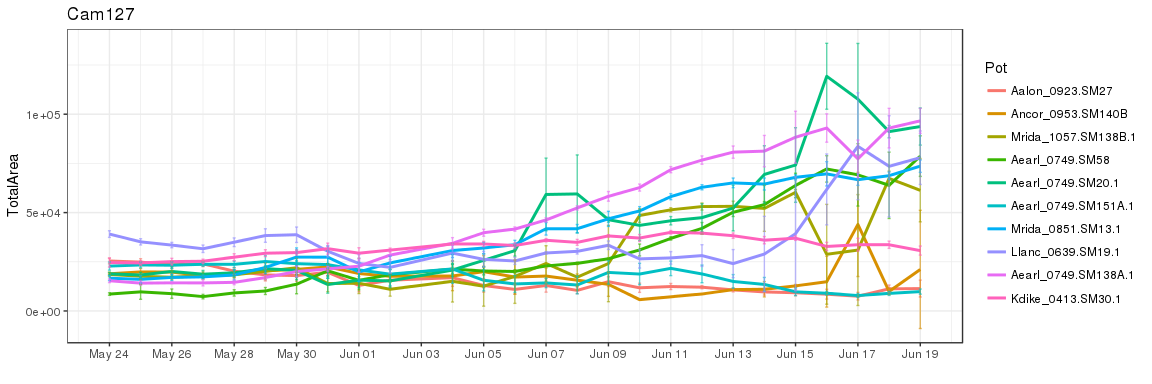 Cam127
TotalArea
1e+05
5e+04
0e+00
May 24 May 26 May 28 May 30 Jun 01 Jun 03 Jun 05 Jun 07 Jun 09 Jun 11 Jun 13 Jun 15 Jun 17 Jun 19
Pot
Aalon_0923.SM27
Ancor_0953.SM140B
Mrida_1057.SM138B.1
Aearl_0749.SM58
Aearl_0749.SM20.1
Aearl_0749.SM151A.1
Mrida_0851.SM13.1
Llanc_0639.SM19.1
Aearl_0749.SM138A.1
Kdike_0413.SM30.1